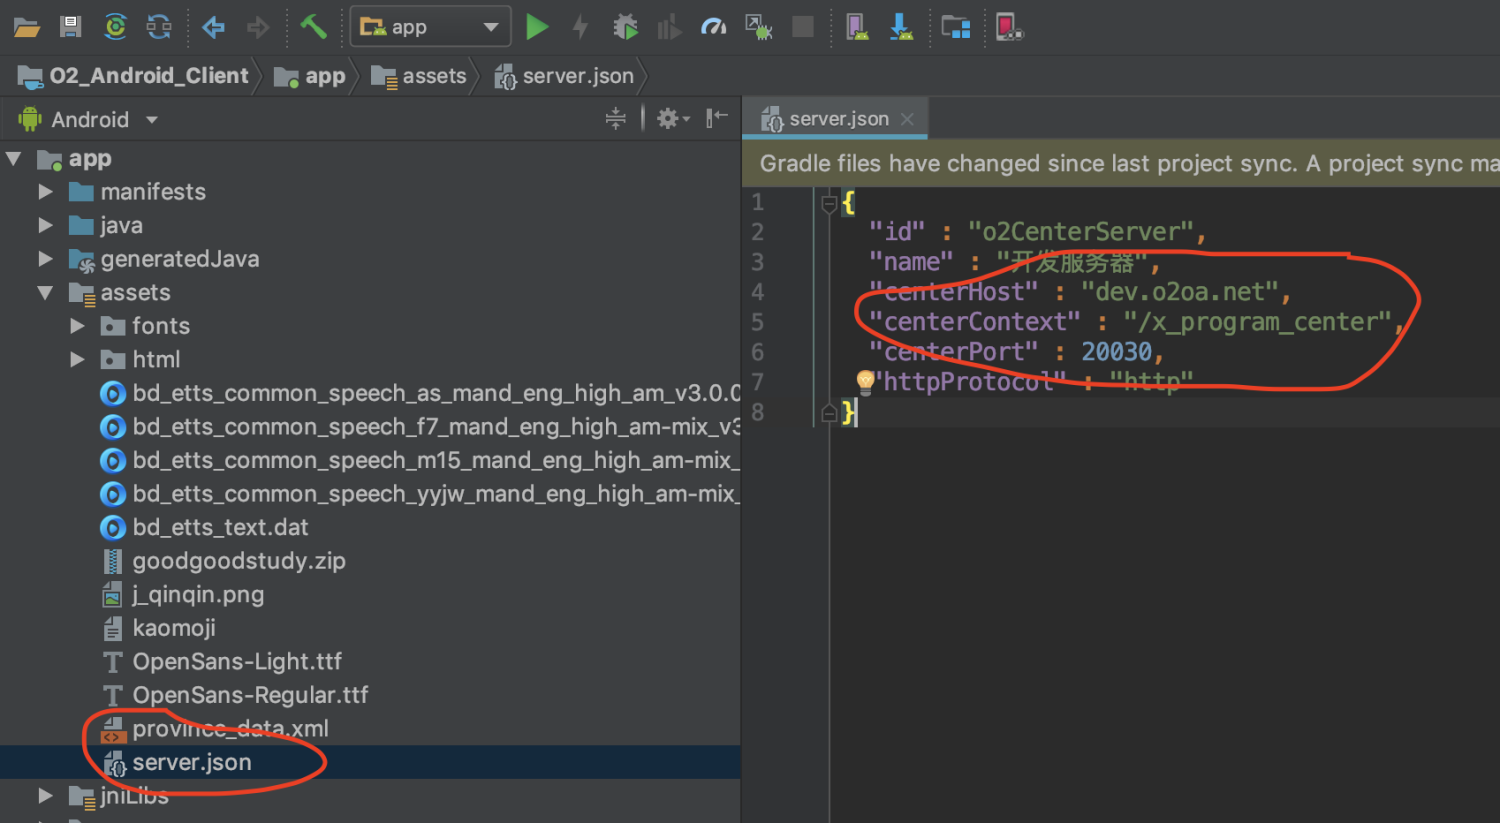 app
O2_Android_Client
app
assets
server.json
Android
server.json
app
manifests
java
generatedJava
assets
fonts
html
bd_etts_common_speech_as_mand_eng_high_am_v3.0.0
bd_etts_common_speech_f7_mand_eng_high_am-mix_v3
bd_etts_common_speech_m15_mand_eng_high_am-mix_
bd_etts_common_speech_yyjw_mand_eng_high_am-mix_
bd_etts_text.dat
goodgoodstudy.zip
j_qinqin.png
kaomoji
OpenSans-Light.ttf
OpenSans-Regular.ttf
province_data.xml
server.json
jniLibs
Gradle files have changed since last project sync. A project sync ma
1 {
2 "id" : "o2CenterServer",
3 "name" : "开发服务器",
4 "centerHost" : "dev.o2oa.net",
5 "centerContext" : "/x_program_center",
6 "centerPort" : 20030,
7 "httpProtocol" : "http"
8 }